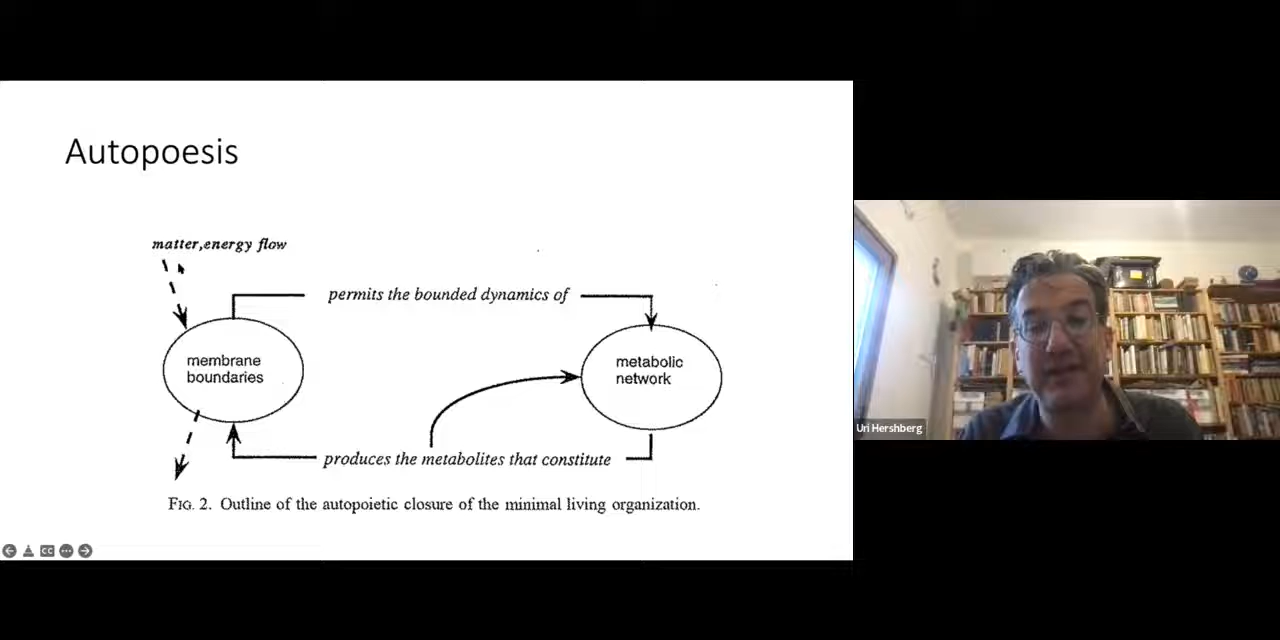 Autopoesis
matter,energy flow
permits the bounded dynamics of
membrane
boundaries
metabolic
network
produces the metabolites that constitute
FIG. 2. Outline of the autopoietic closure of the minimal living organization.
Uri Hershberg
CC